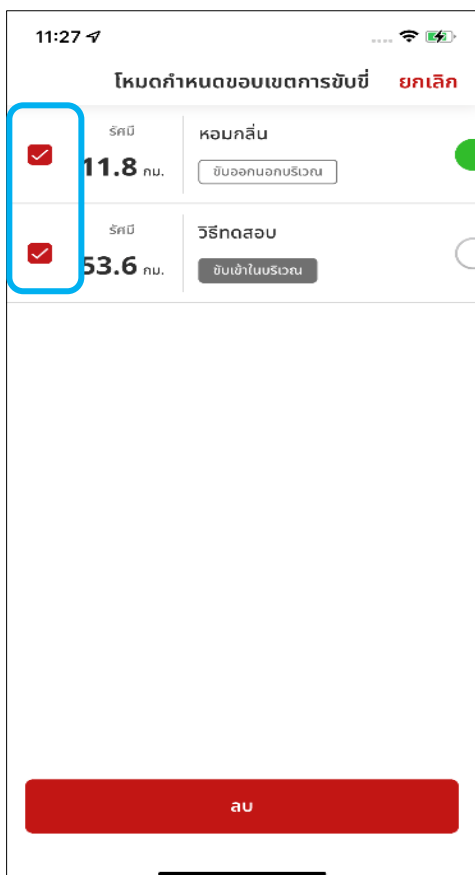 11:27
โหมดกำหนดขอบเขตการขับขี่ ยกเลิก
รัศมี
11.8 กม.
หอมกลิ่น
ขับออกนอกบริเวณ
รัศมี
53.6 กม.
วิธีทดสอบ
ขับเข้าในบริเวณ
ลบ